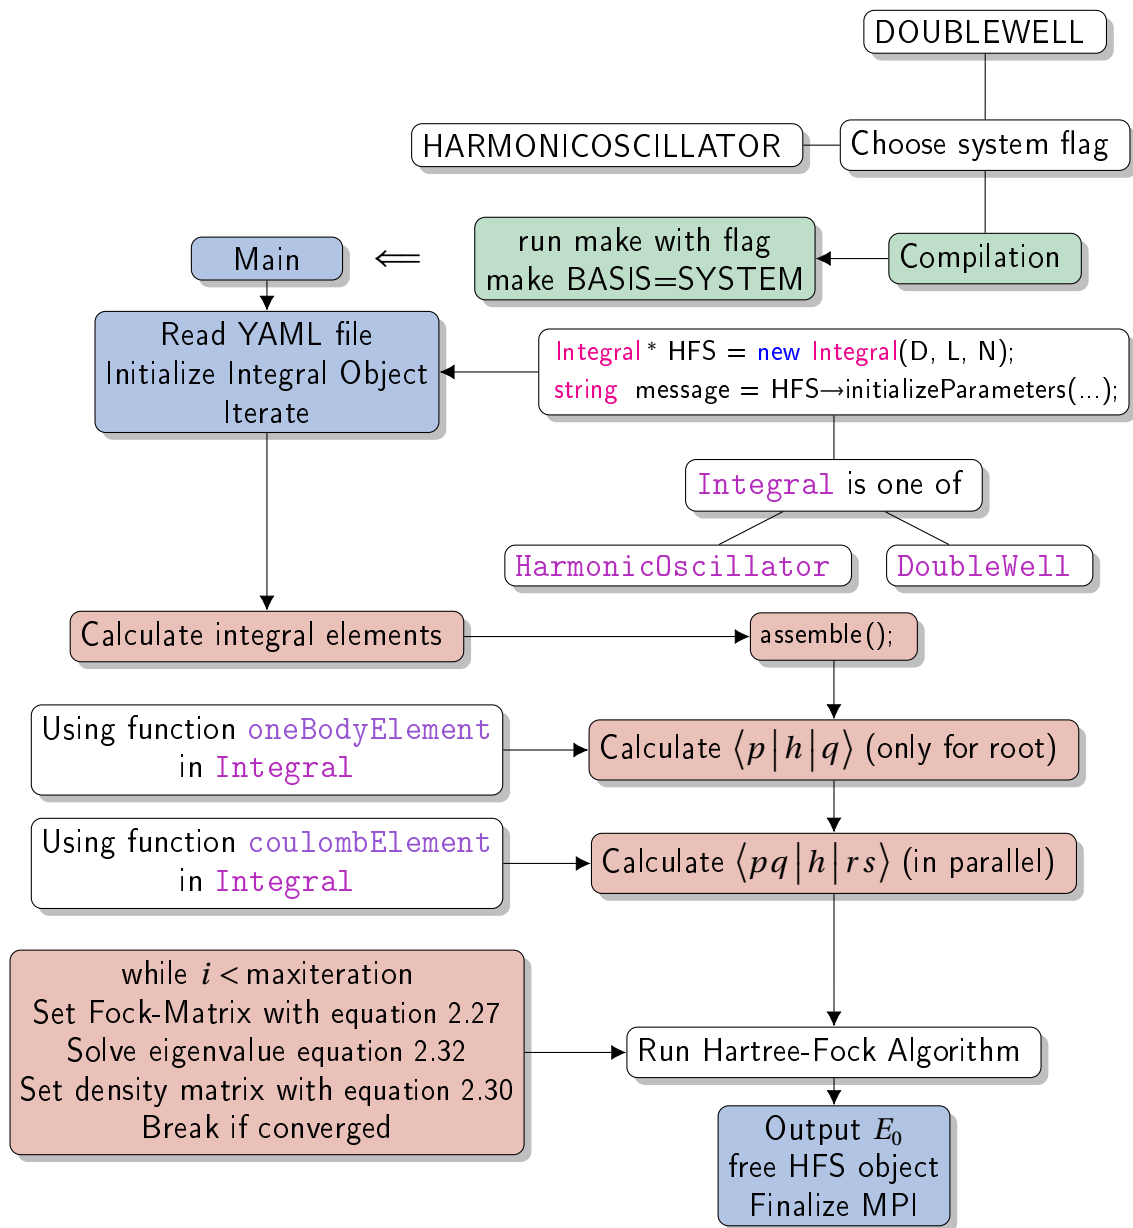 DOUBLEWELL
HARMONICOSCILLATOR
Choose system flag
Main
⟸
run make with flag
make BASIS=SYSTEM
Compilation
Read YAML file
Initialize Integral Object
Iterate
Integral * HFS = new Integral(D, L, N);
string message = HFS→initializeParameters(...);
Integral is one of
HarmonicOscillator
DoubleWell
Calculate integral elements
assemble();
Using function oneBodyElement
in Integral
Calculate ⟨p|h|q⟩ (only for root)
Using function coulombElement
in Integral
Calculate ⟨pq|h|rs⟩ (in parallel)
while i < maxiteration
Set Fock-Matrix with equation 2.27
Solve eigenvalue equation 2.32
Set density matrix with equation 2.30
Break if converged
Run Hartree-Fock Algorithm
Output E₀
free HFS object
Finalize MPI